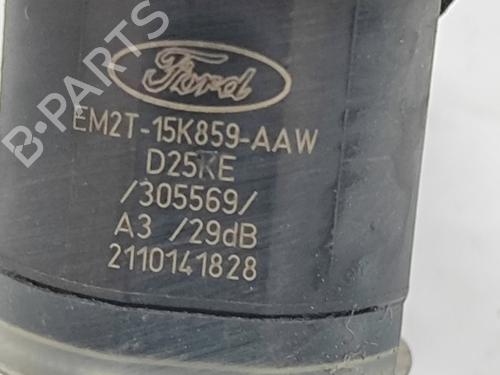 B-PARTS
Ford
EM2T-15K859-AAW
D25KE
/305569/
A3 /29dB
2110141828